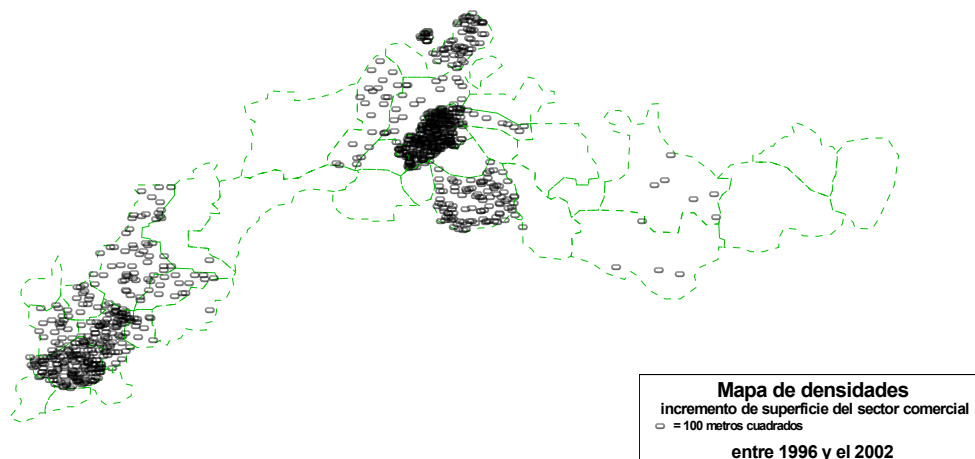 Mapa de densidades
incremento de superficie del sector comercial
= 100 metros cuadrados
entre 1996 y el 2002